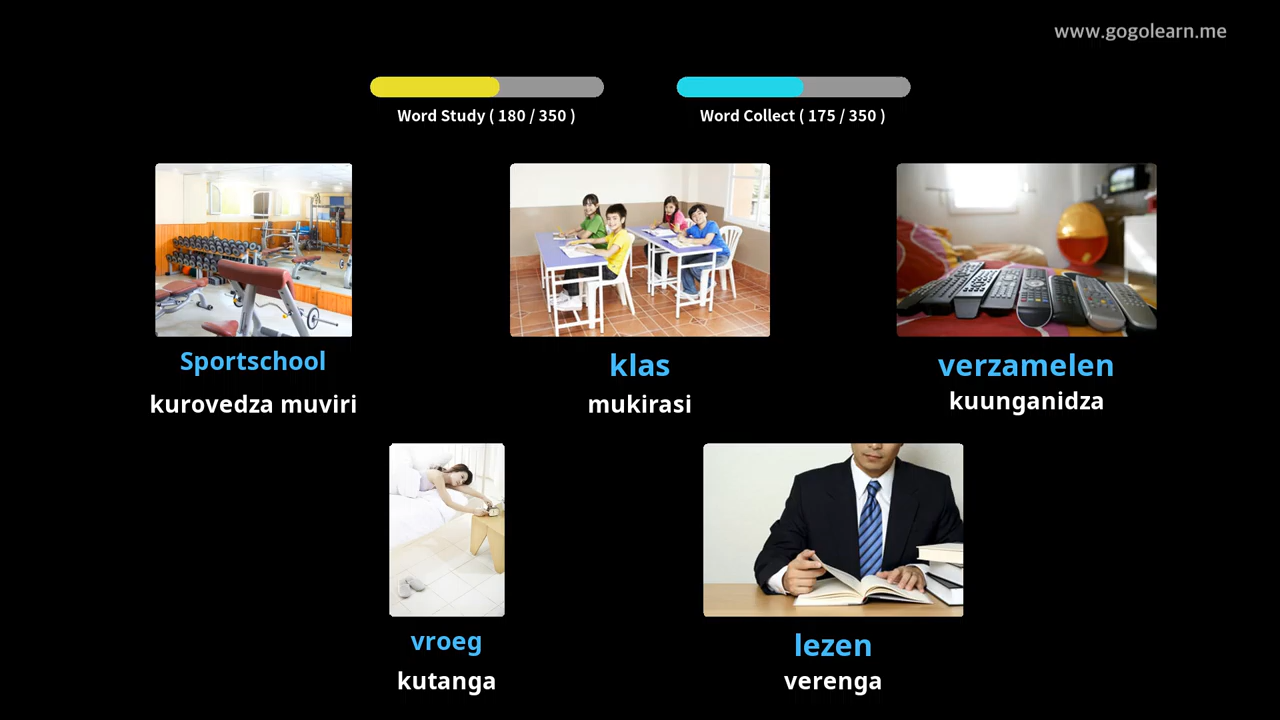 www.gogolearn.me
Word Study ( 180 / 350 )
Word Collect ( 175 / 350 )
Sportschool
kurovedza muviri
klas
mukirasi
verzamelen
kuunganidza
vroeg
kutanga
lezen
verenga